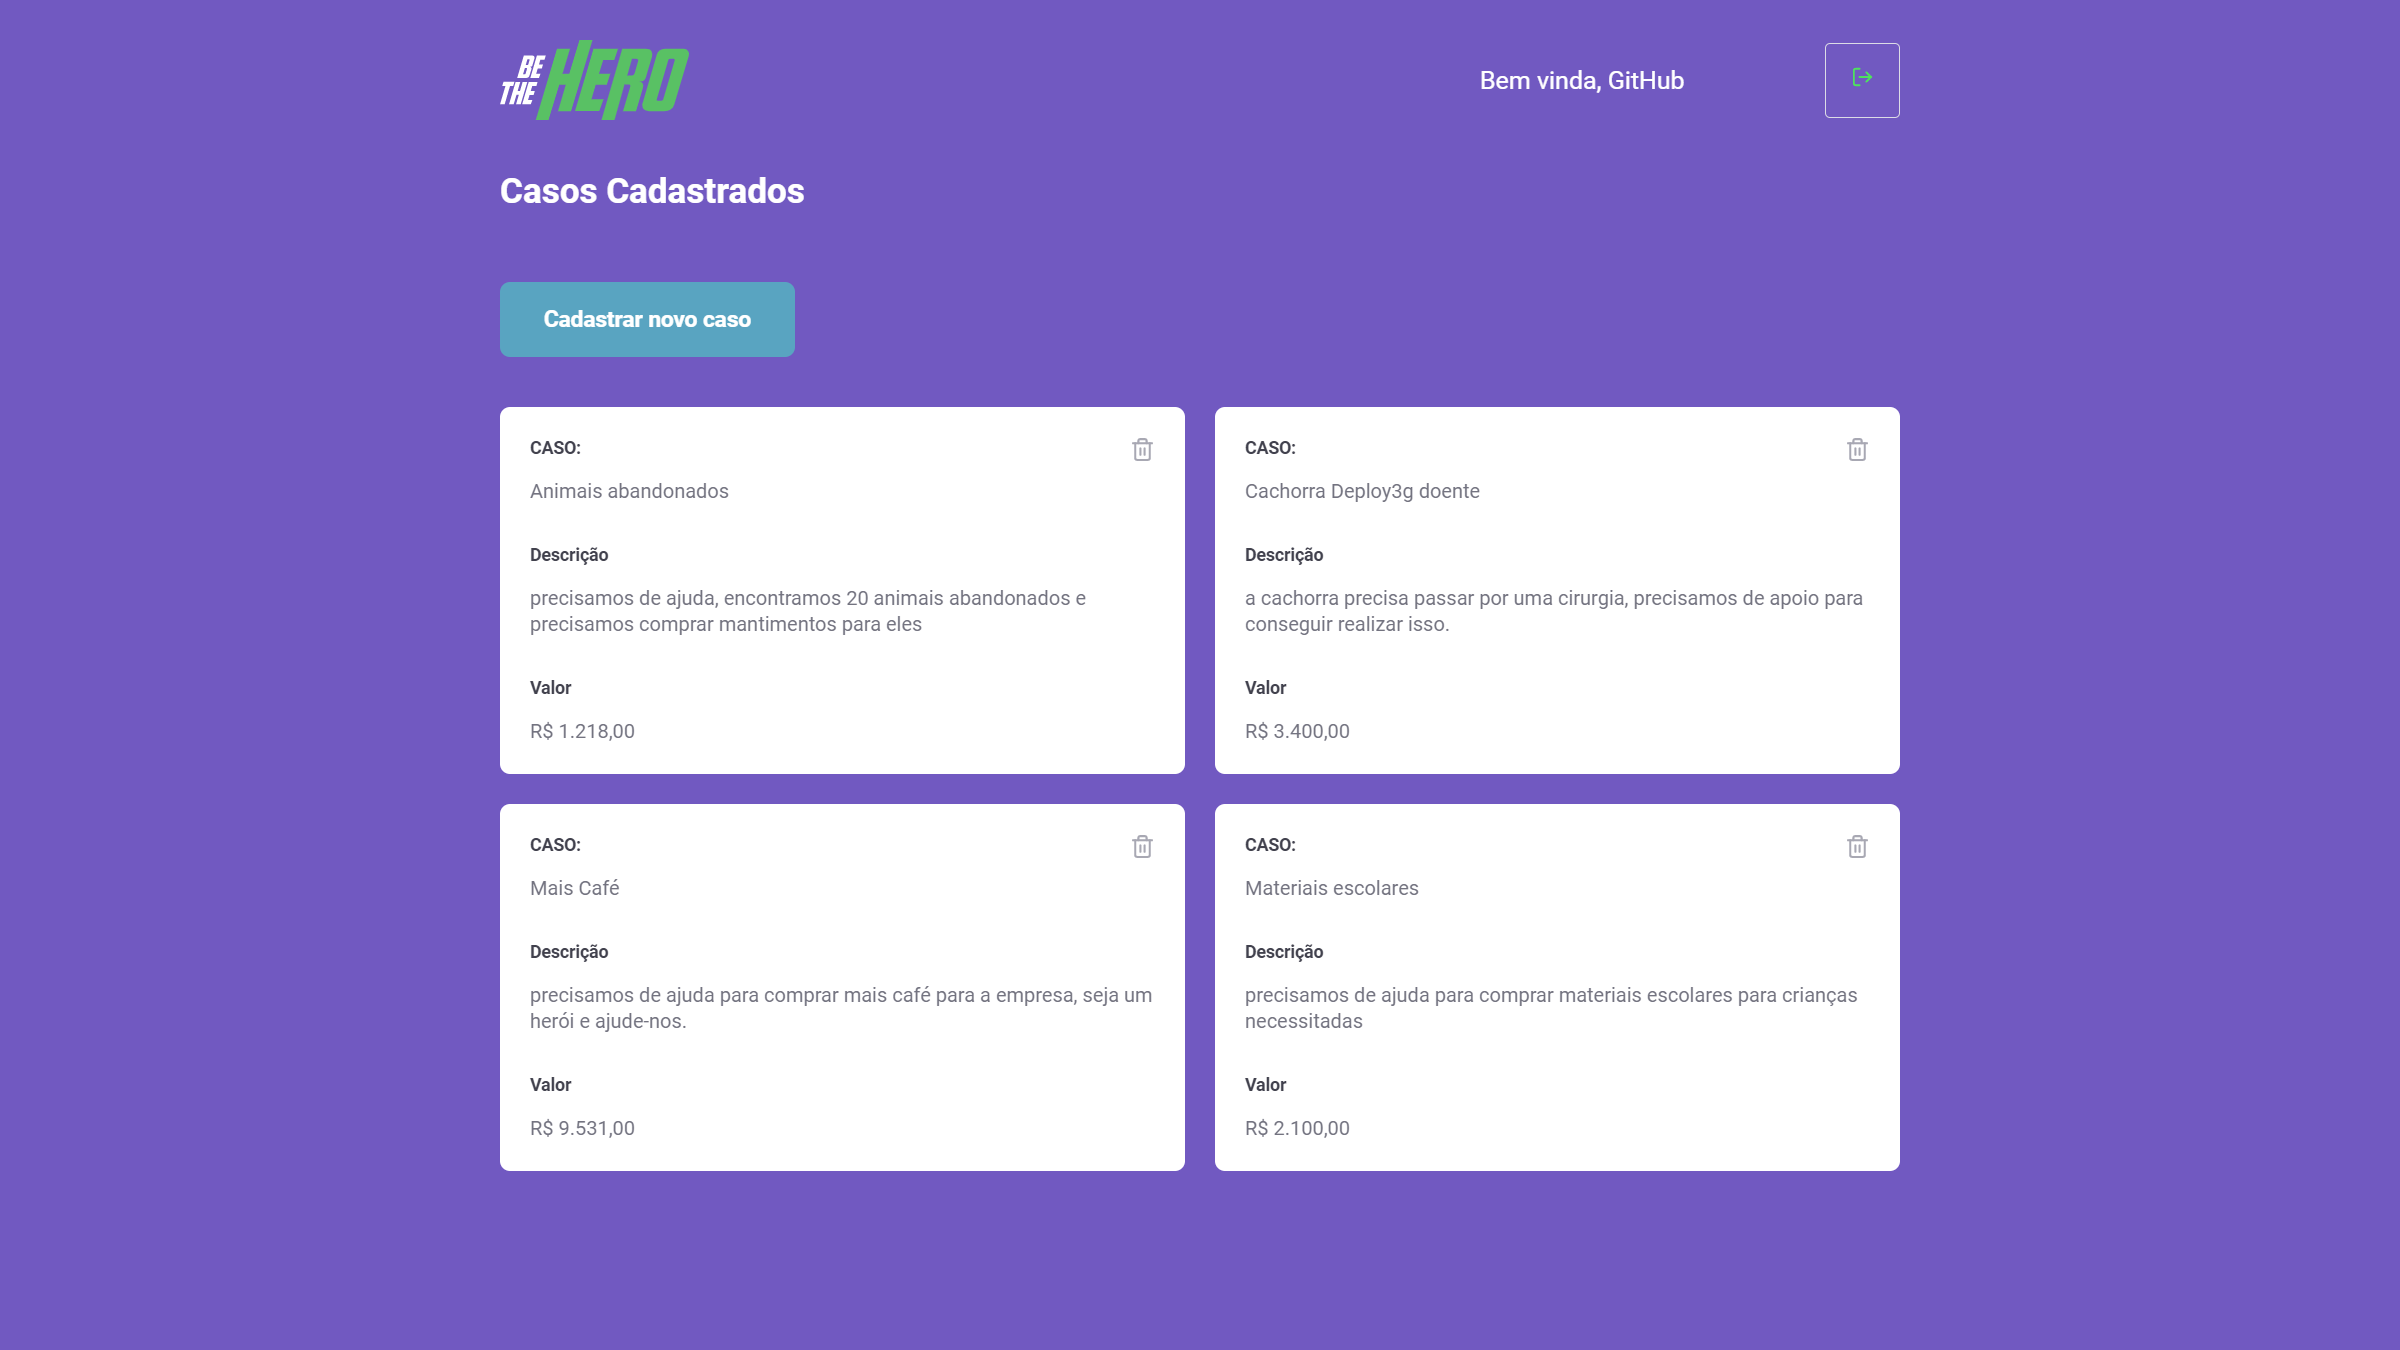 BE THE HERO
Bem vinda, GitHub
Casos Cadastrados
Cadastrar novo caso
CASO:
Animais abandonados
Descrição
precisamos de ajuda, encontramos 20 animais abandonados e
precisamos comprar mantimentos para eles
Valor
R$ 1.218,00
CASO:
Cachorra Deploy3g doente
Descrição
a cachorra precisa passar por uma cirurgia, precisamos de apoio para
conseguir realizar isso.
Valor
R$ 3.400,00
CASO:
Mais Café
Descrição
precisamos de ajuda para comprar mais café para a empresa, seja um
herói e ajude-nos.
Valor
R$ 9.531,00
CASO:
Materiais escolares
Descrição
precisamos de ajuda para comprar materiais escolares para crianças
necessitadas
Valor
R$ 2.100,00